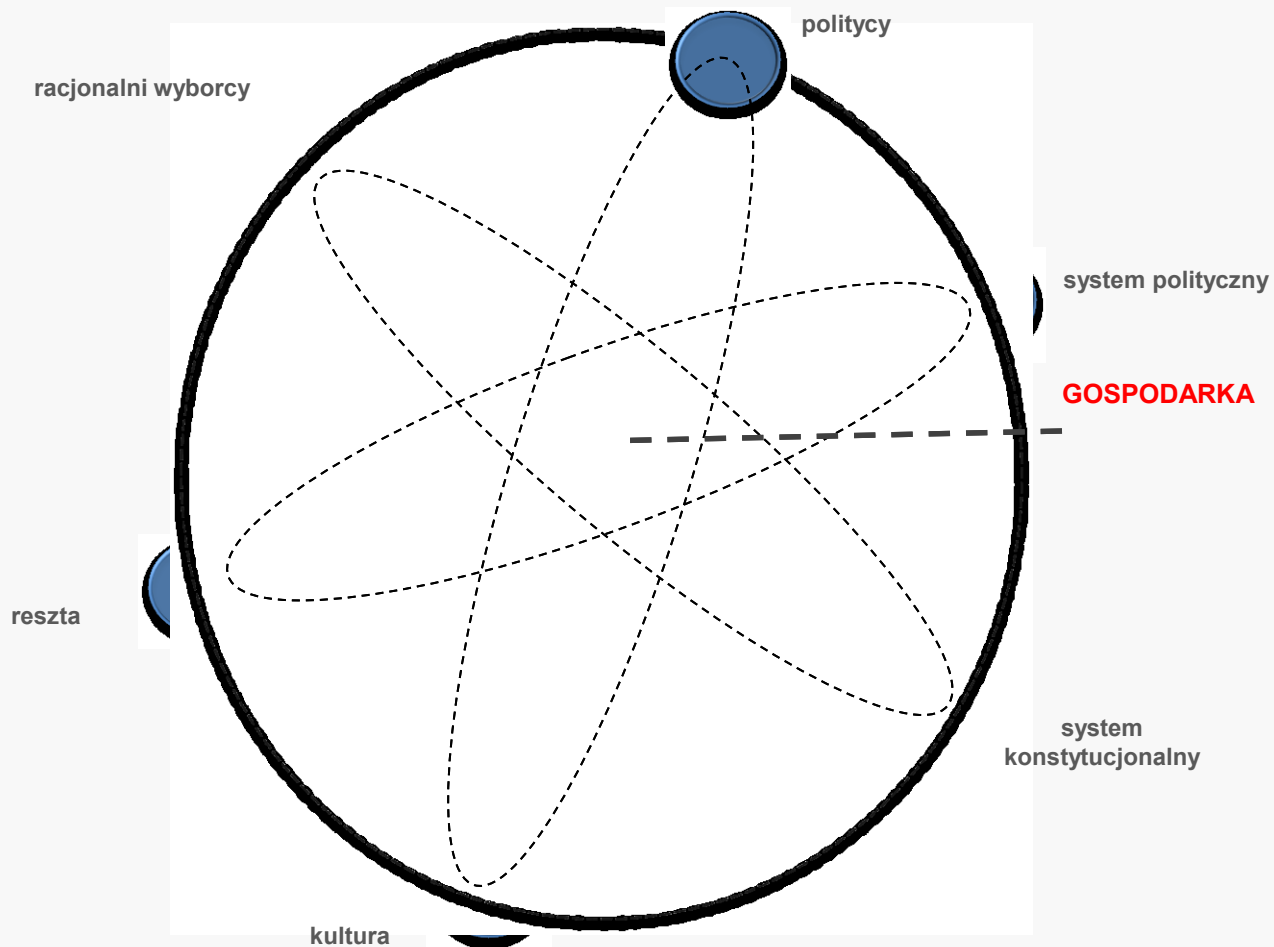 politycy
racjonalni wyborcy
system polityczny
GOSPODARKA
reszta
system
konstytucjonalny
kultura